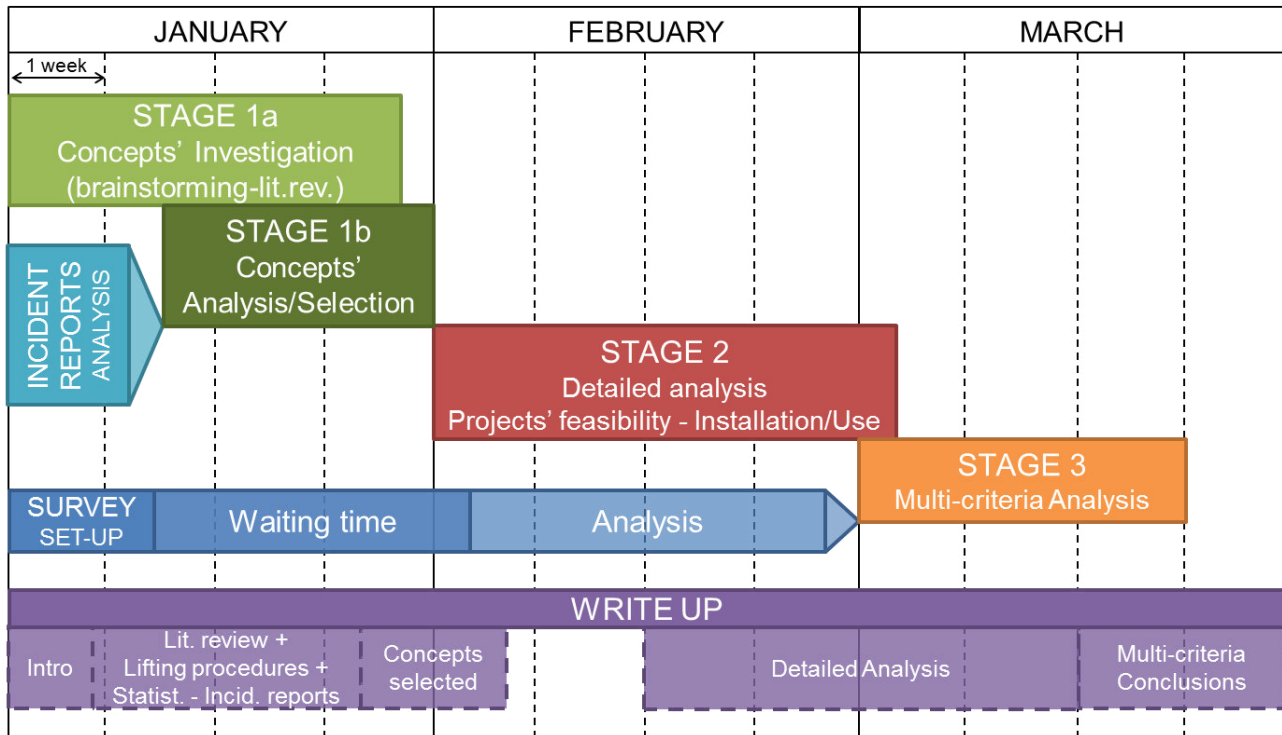 JANUARY
FEBRUARY
MARCH
1 week
STAGE 1a
Concepts’ Investigation
(brainstorming-lit.rev.)
STAGE 1b
Concepts’
Analysis/Selection
INCIDENT
REPORTS
ANALYSIS
STAGE 2
Detailed analysis
Projects’ feasibility - Installation/Use
STAGE 3
Multi-criteria Analysis
SURVEY
SET-UP
Waiting time
Analysis
WRITE UP
Intro
Lit. review +
Lifting procedures +
Statist. - Incid. reports
Concepts
selected
Detailed Analysis
Multi-criteria
Conclusions